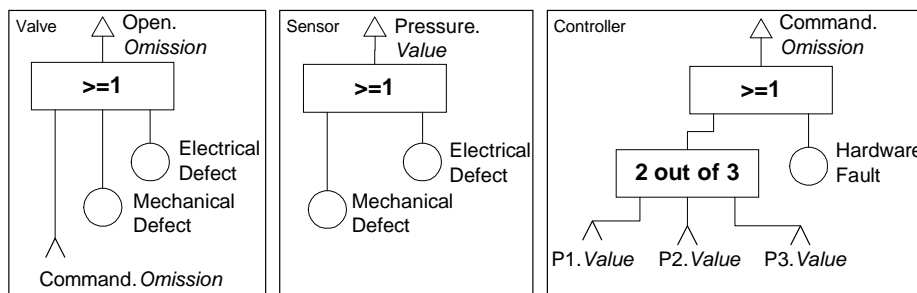 Valve
Open.
Omission
>=1
Electrical
Defect
Mechanical
Defect
Command.Omission
Sensor
Pressure.
Value
>=1
Electrical
Defect
Mechanical
Defect
Controller
Command.
Omission
>=1
2 out of 3
Hardware
Fault
P1.Value
P2.Value
P3.Value